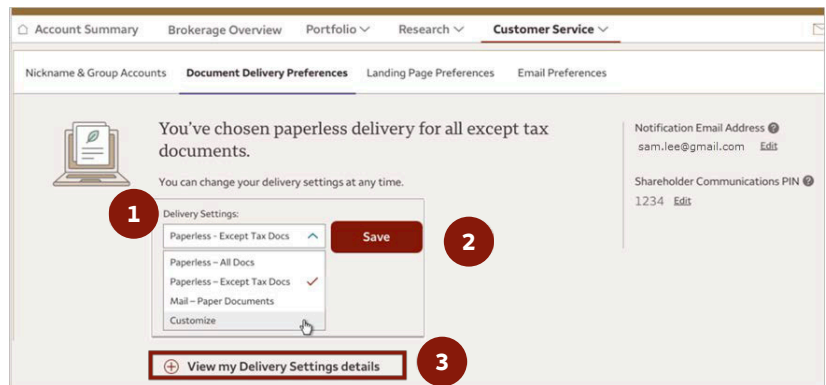 Account Summary Brokerage Overview Portfolio Research Customer Service
Nickname & Group Accounts Document Delivery Preferences Landing Page Preferences Email Preferences
You've chosen paperless delivery for all except tax
documents.
You can change your delivery settings at any time.
1
Delivery Settings:
Paperless - Except Tax Docs
Save
2
Paperless – All Docs
Paperless – Except Tax Docs
Mail – Paper Documents
Customize
View my Delivery Settings details
3
Notification Email Address
sam.lee@gmail.com Edit
Shareholder Communications PIN
1234 Edit